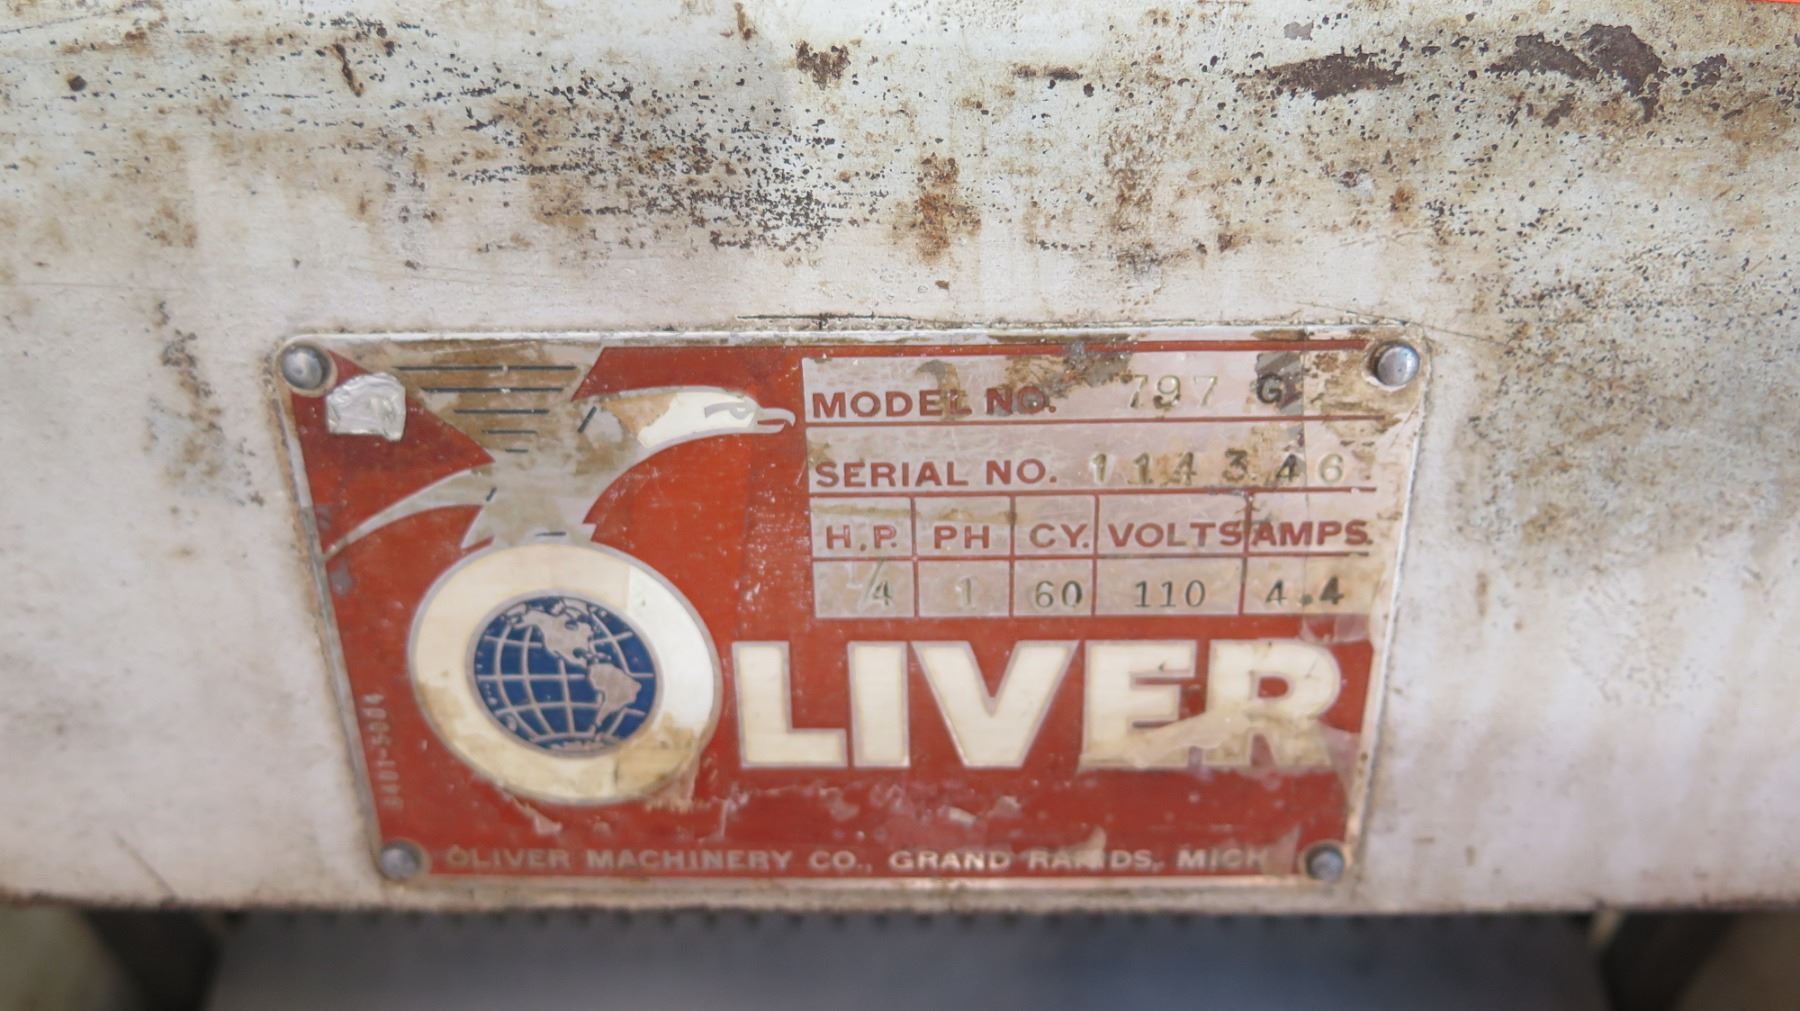 MODEL NO. 797 G
SERIAL NO. 114346
H.P. PH CY. VOLTS AMPS.
1/4 1 60 110 4.4
OLIVER
OLIVER MACHINERY CO., GRAND RAPIDS, MICH